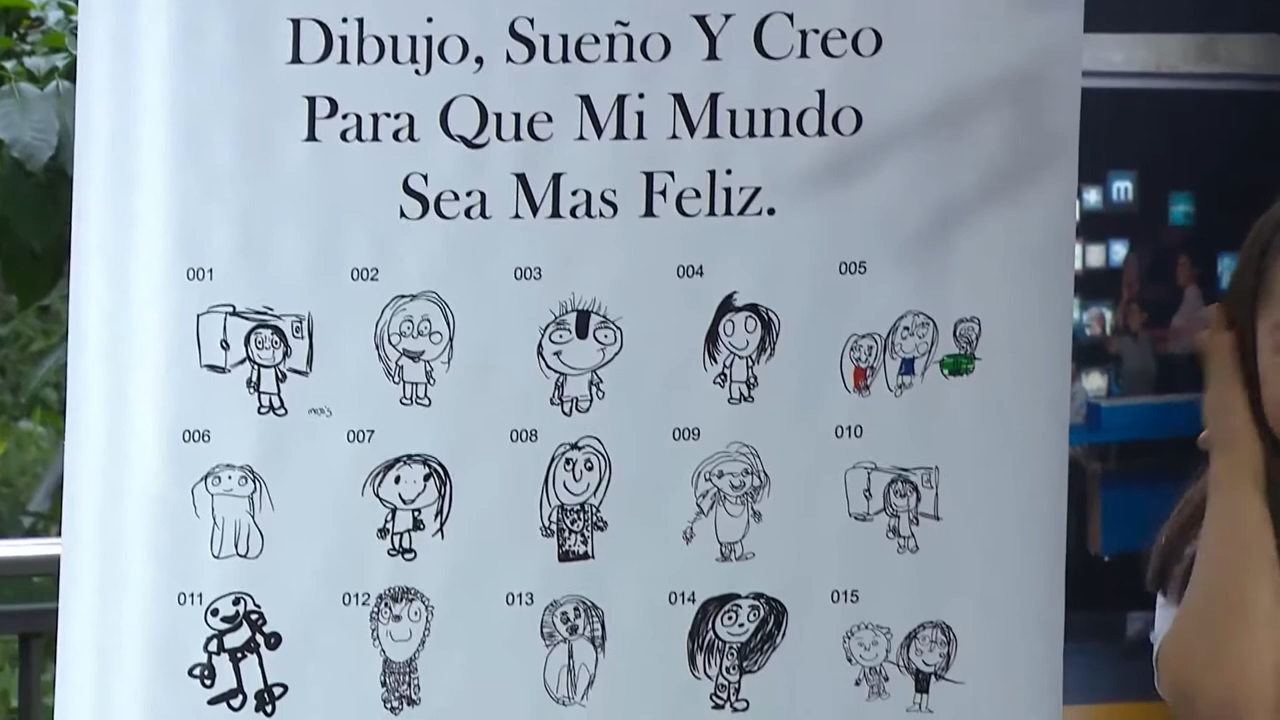 Dibujo, Sueño Y Creo
Para Que Mi Mundo
Sea Mas Feliz.
001 002 003 004 005
006 007 008 009 010
011 012 013 014 015
m